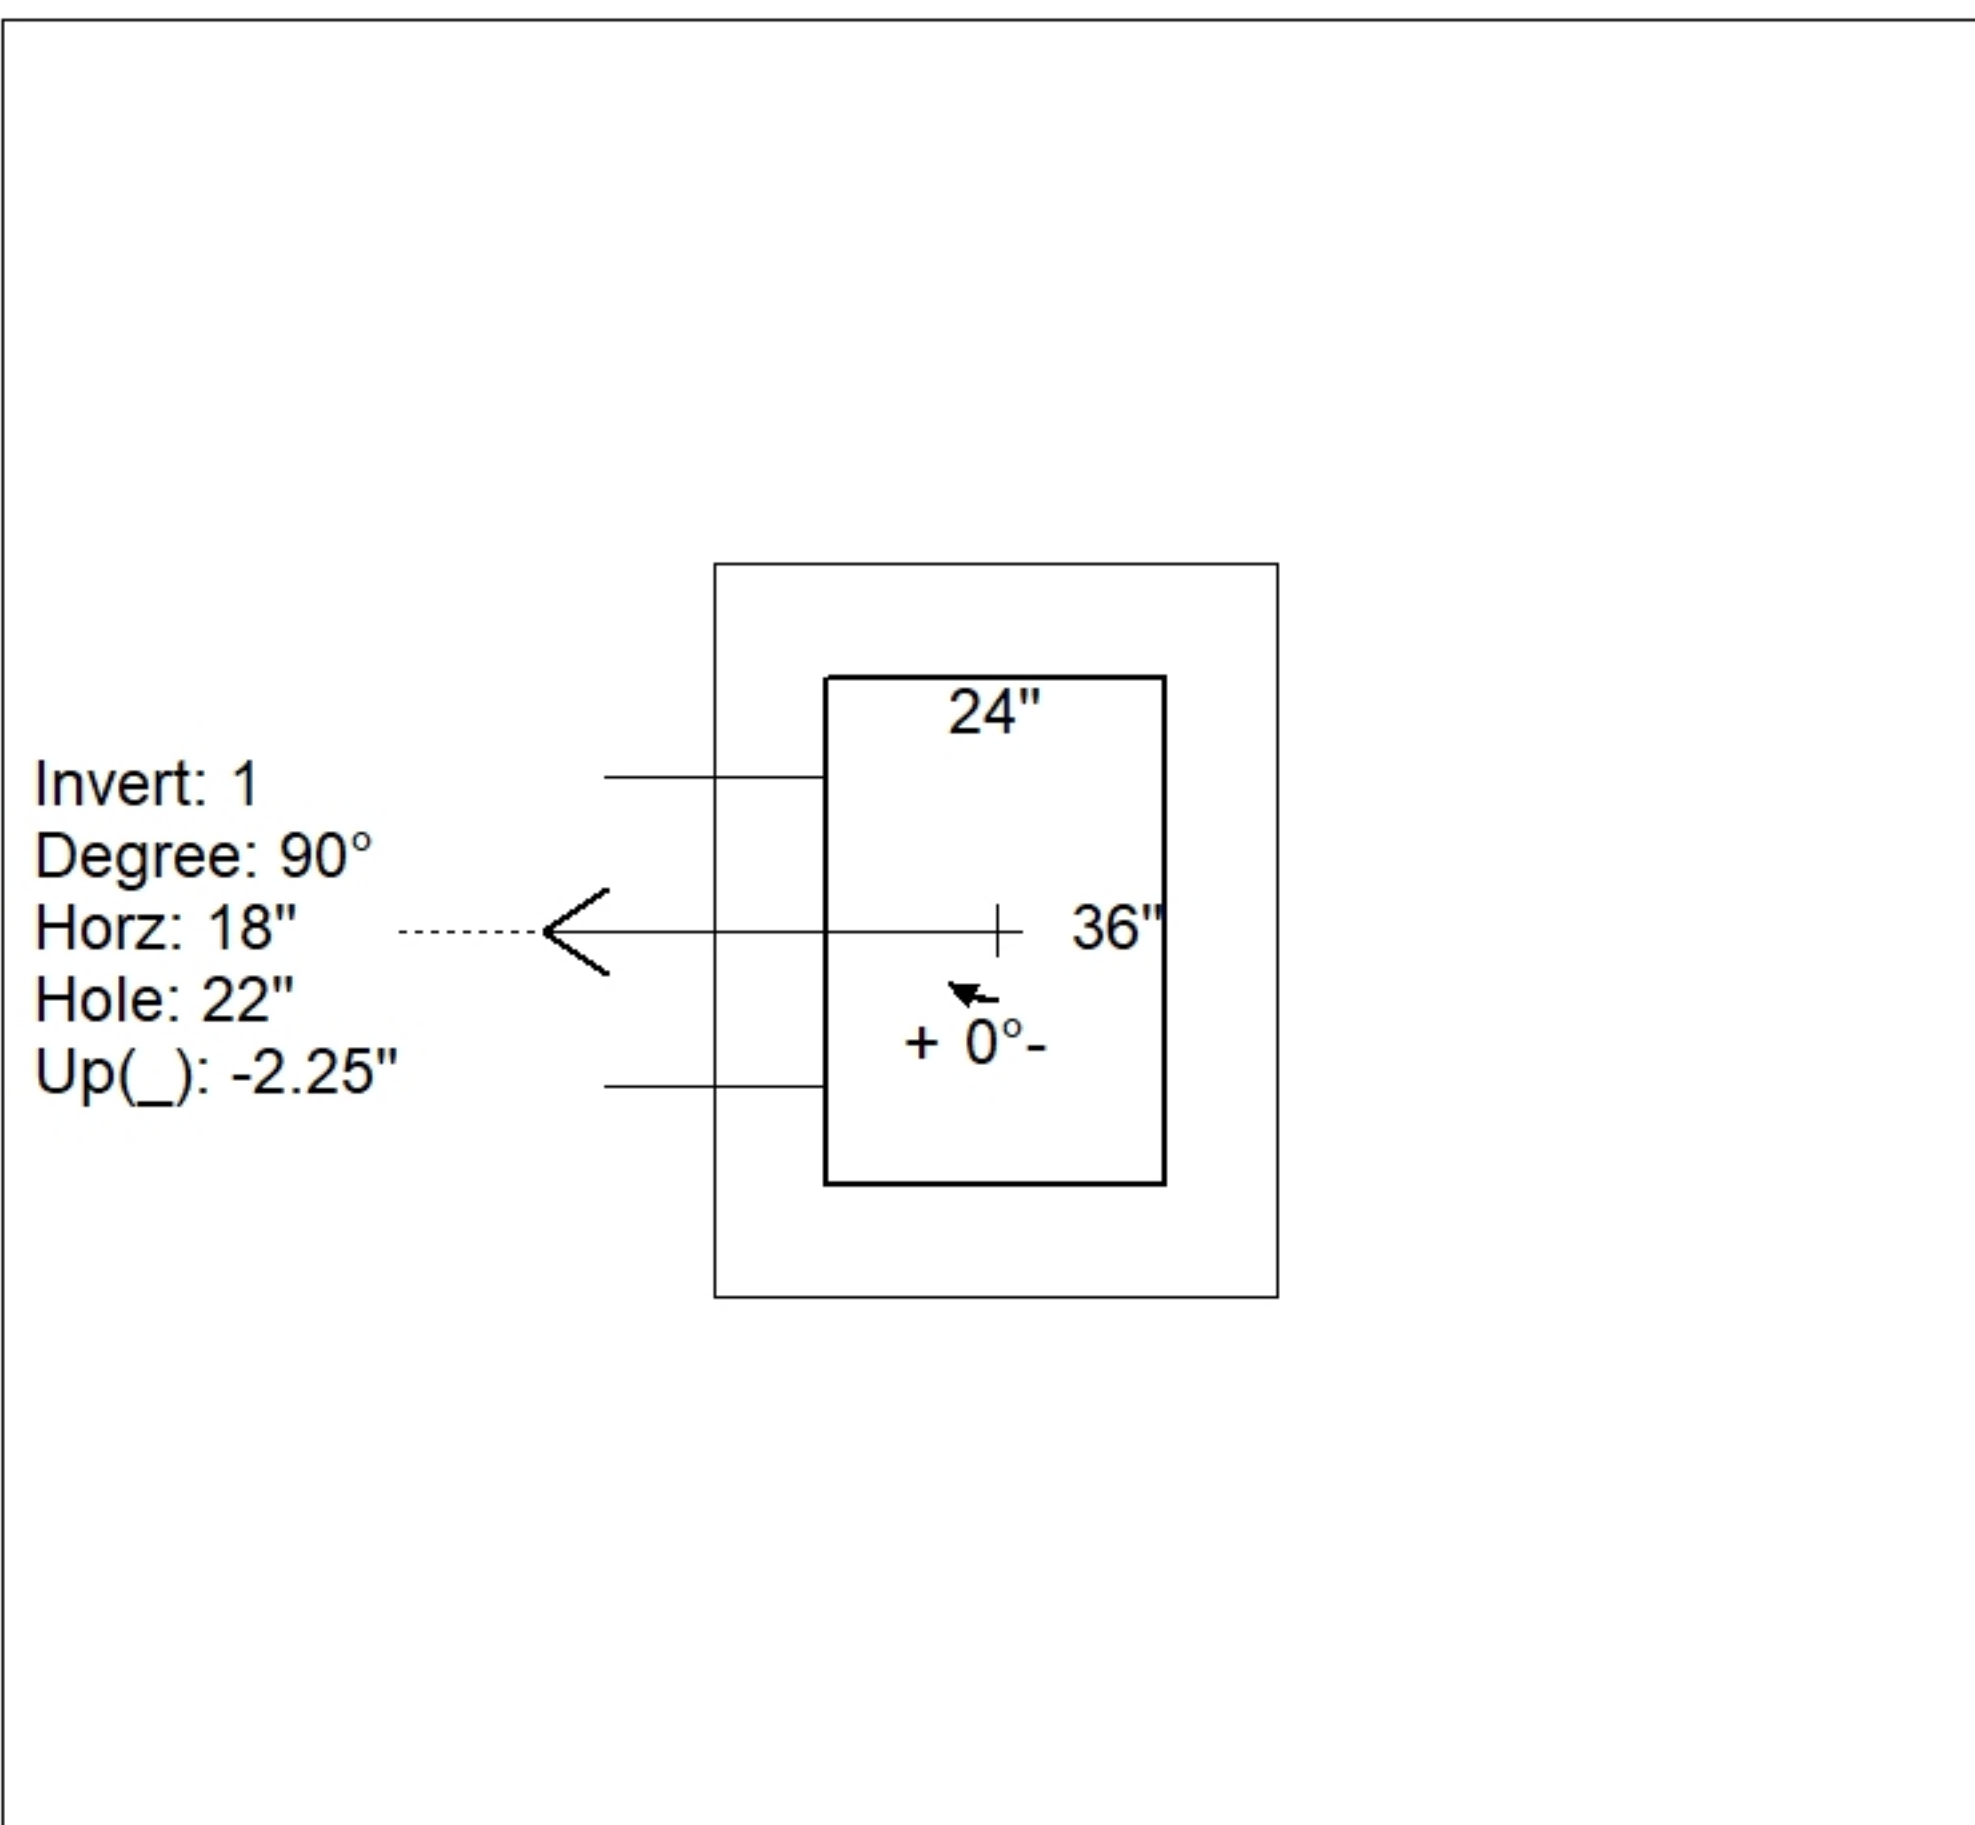 24"
Invert: 1
Degree: 90°
Horz: 18"
36"
Hole: 22"
+ 0°-
Up(_): -2.25"